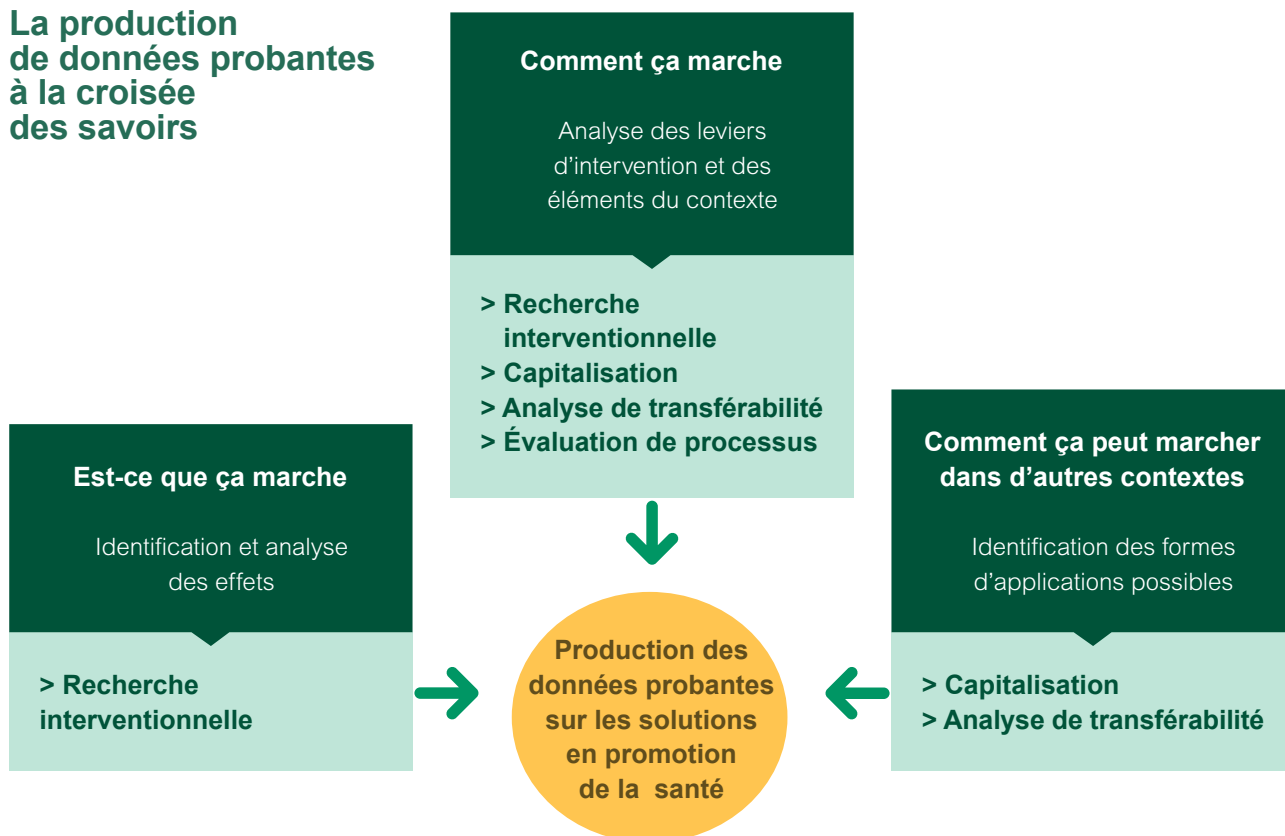 La production
de données probantes
à la croisée
des savoirs
Comment ça marche
Analyse des leviers
d’intervention et des
éléments du contexte
> Recherche
interventionnelle
> Capitalisation
> Analyse de transférabilité
> Évaluation de processus
Est-ce que ça marche
Identification et analyse
des effets
> Recherche
interventionnelle
Comment ça peut marcher
dans d’autres contextes
Identification des formes
d’applications possibles
> Capitalisation
> Analyse de transférabilité
Production des
données probantes
sur les solutions
en promotion
de la santé